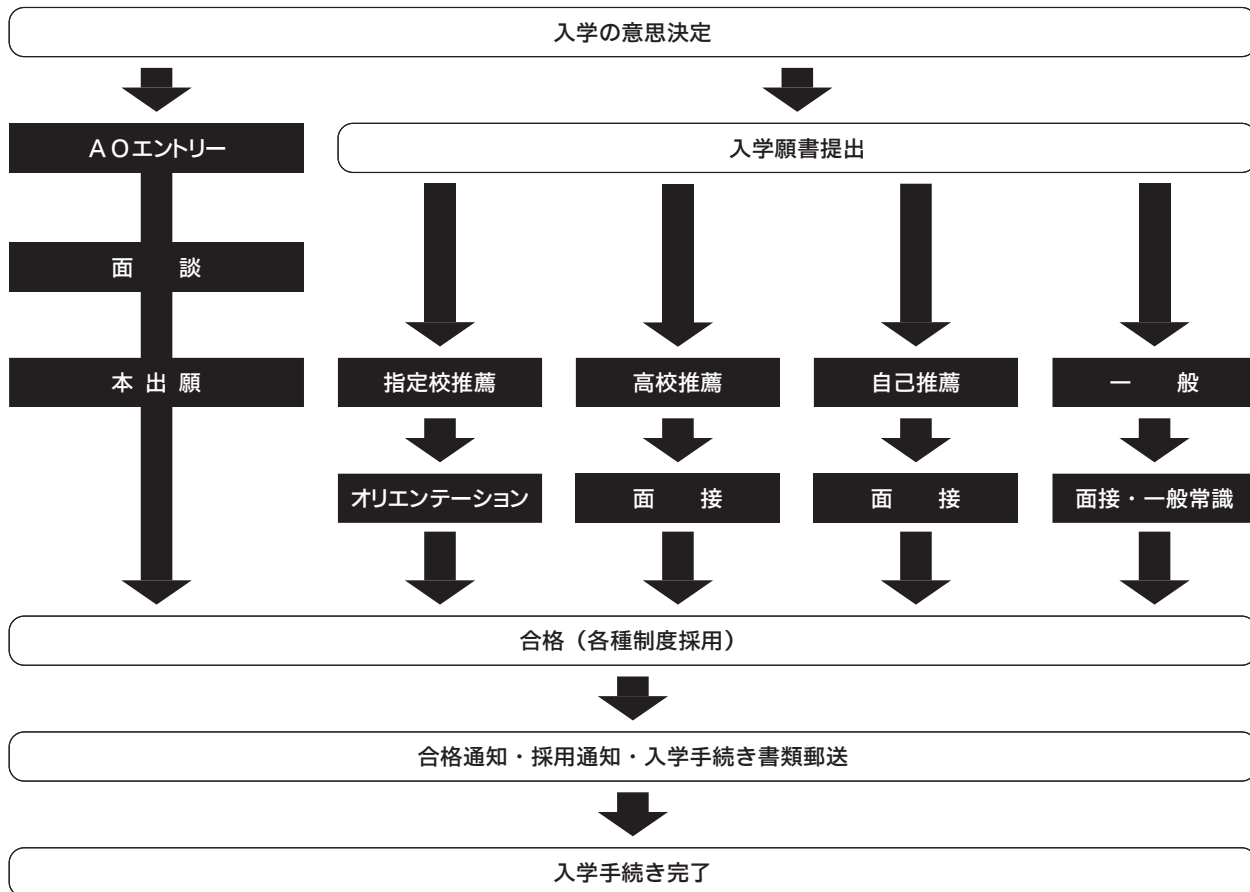 入学の意思決定
AOエントリー
入学願書提出
面談
本出願
指定校推薦
高校推薦
自己推薦
一般
オリエンテーション
面接
面接
面接・一般常識
合格（各種制度採用）
合格通知・採用通知・入学手続き書類郵送
入学手続き完了